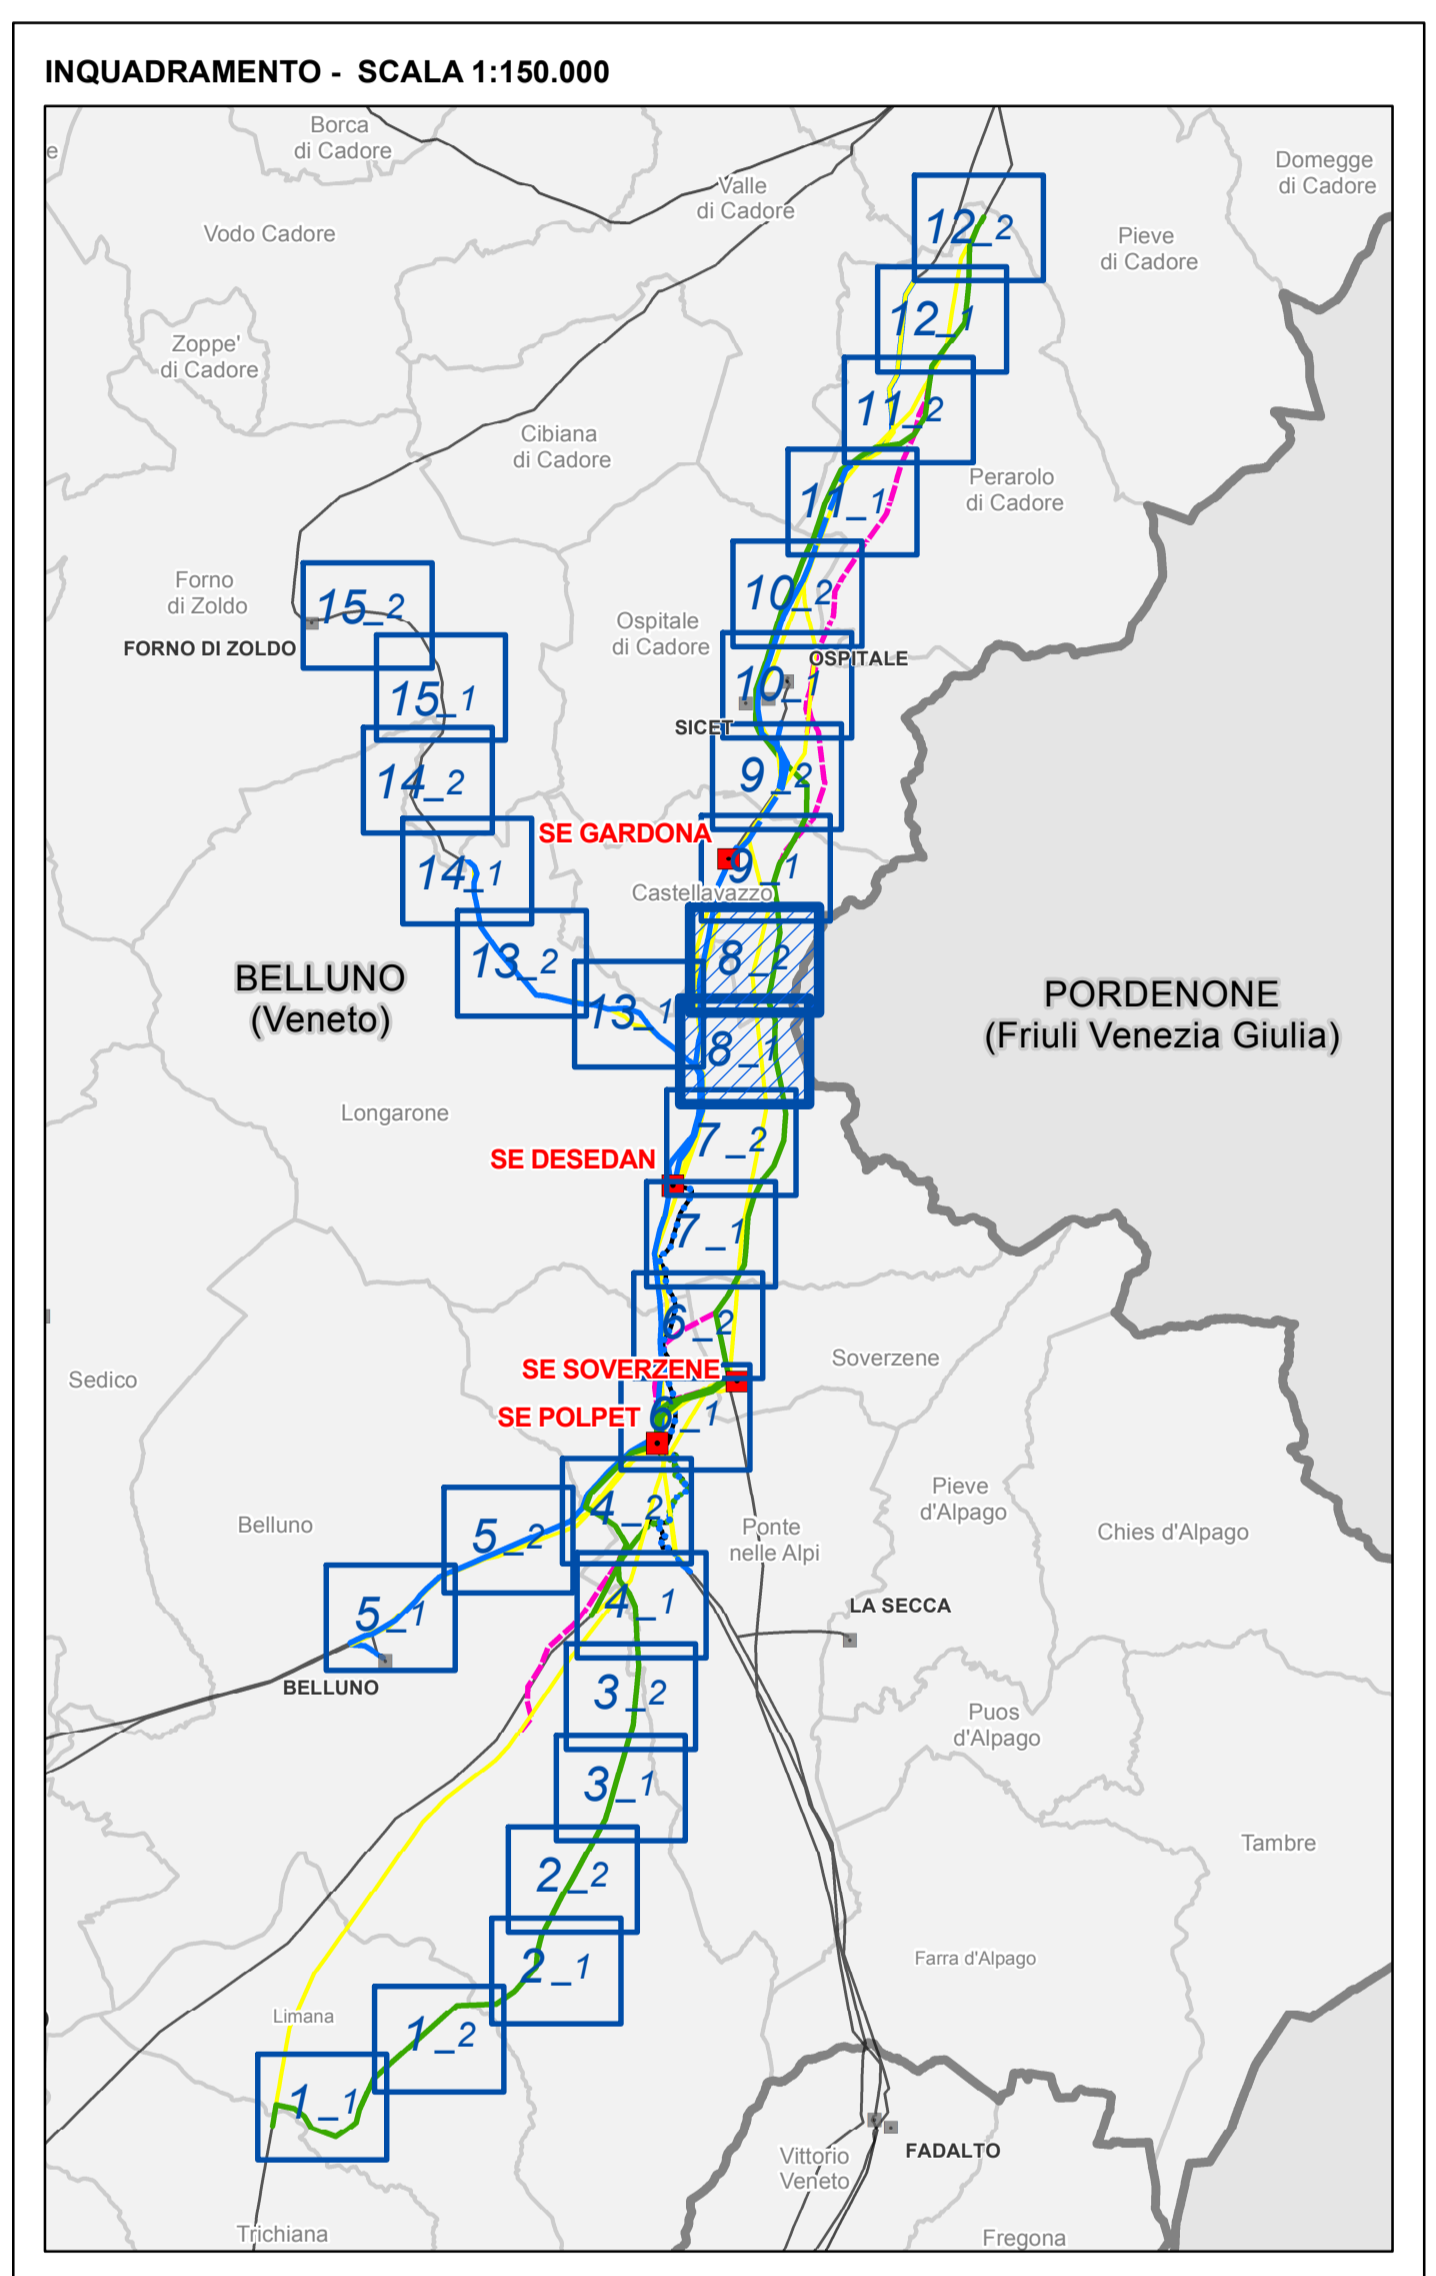 INQUADRAMENTO - SCALA 1:150.000
Borca
di Cadore
e
Domegge
di Cadore
Valle
di Cadore
Vodo Cadore
12_2
Pieve
di Cadore
12_1
Zoppe'
di Cadore
11_2
Cibiana
di Cadore
Perarolo
di Cadore
11_1
Forno
di Zoldo
15_2
10_2
Ospitale
di Cadore
FORNO DI ZOLDO
OSPITALE
15_1
10_1
SICET
14_2
9_2
SE GARDONA
14_1
9_1
Castellavazzo
13_2
8_2
BELLUNO
(Veneto)
PORDENONE
(Friuli Venezia Giulia)
13_1
8_1
Longarone
7_2
SE DESEDAN
7_1
6_2
Soverzene
SE SOVERZENE
Sedico
SE POLPET
6_1
4_2
Pieve
d'Alpago
Belluno
5_2
Ponte
nelle Alpi
Chies d'Alpago
5_1
4_1
LA SECCA
BELLUNO
3_2
Puos
d'Alpago
3_1
Tambre
2_2
2_1
Farra d'Alpago
Limana
1_2
1_1
Vittorio
Veneto
FADALTO
Trichiana
Fregona